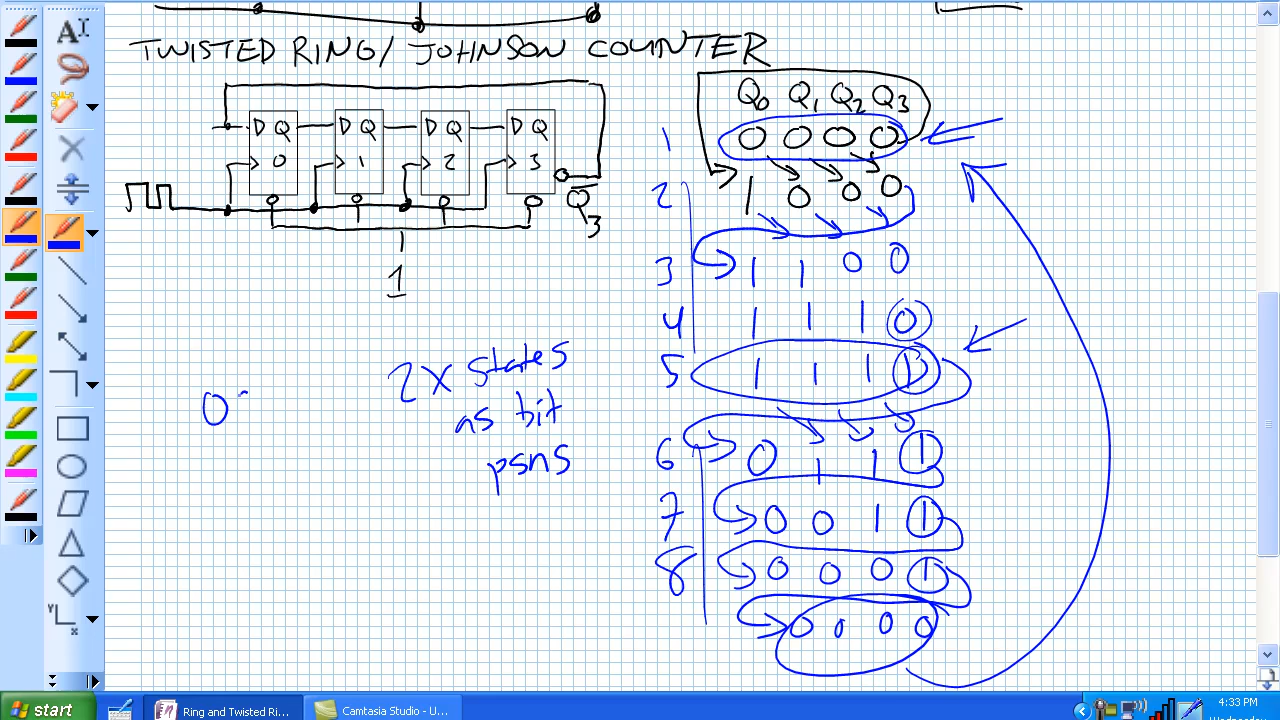 TWISTED RING/ JOHNSON COUNTER
D Q D Q D Q D Q
0 1 2 3
Q̅3
1
Q0 Q1 Q2 Q3
1 0 0 0 0
2 1 0 0 0
3 1 1 0 0
4 1 1 1 0
5 1 1 1 1
6 0 1 1 1
7 0 0 1 1
8 0 0 0 1
0 0 0 0
2X states
as bit
psns
0
A
start
Ring and Twisted Ri...
Camtasia Studio - U...
4:33 PM